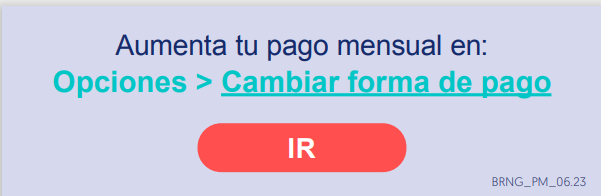 Aumenta tu pago mensual en:
Opciones > Cambiar forma de pago
IR
BRNG_PM_06.23